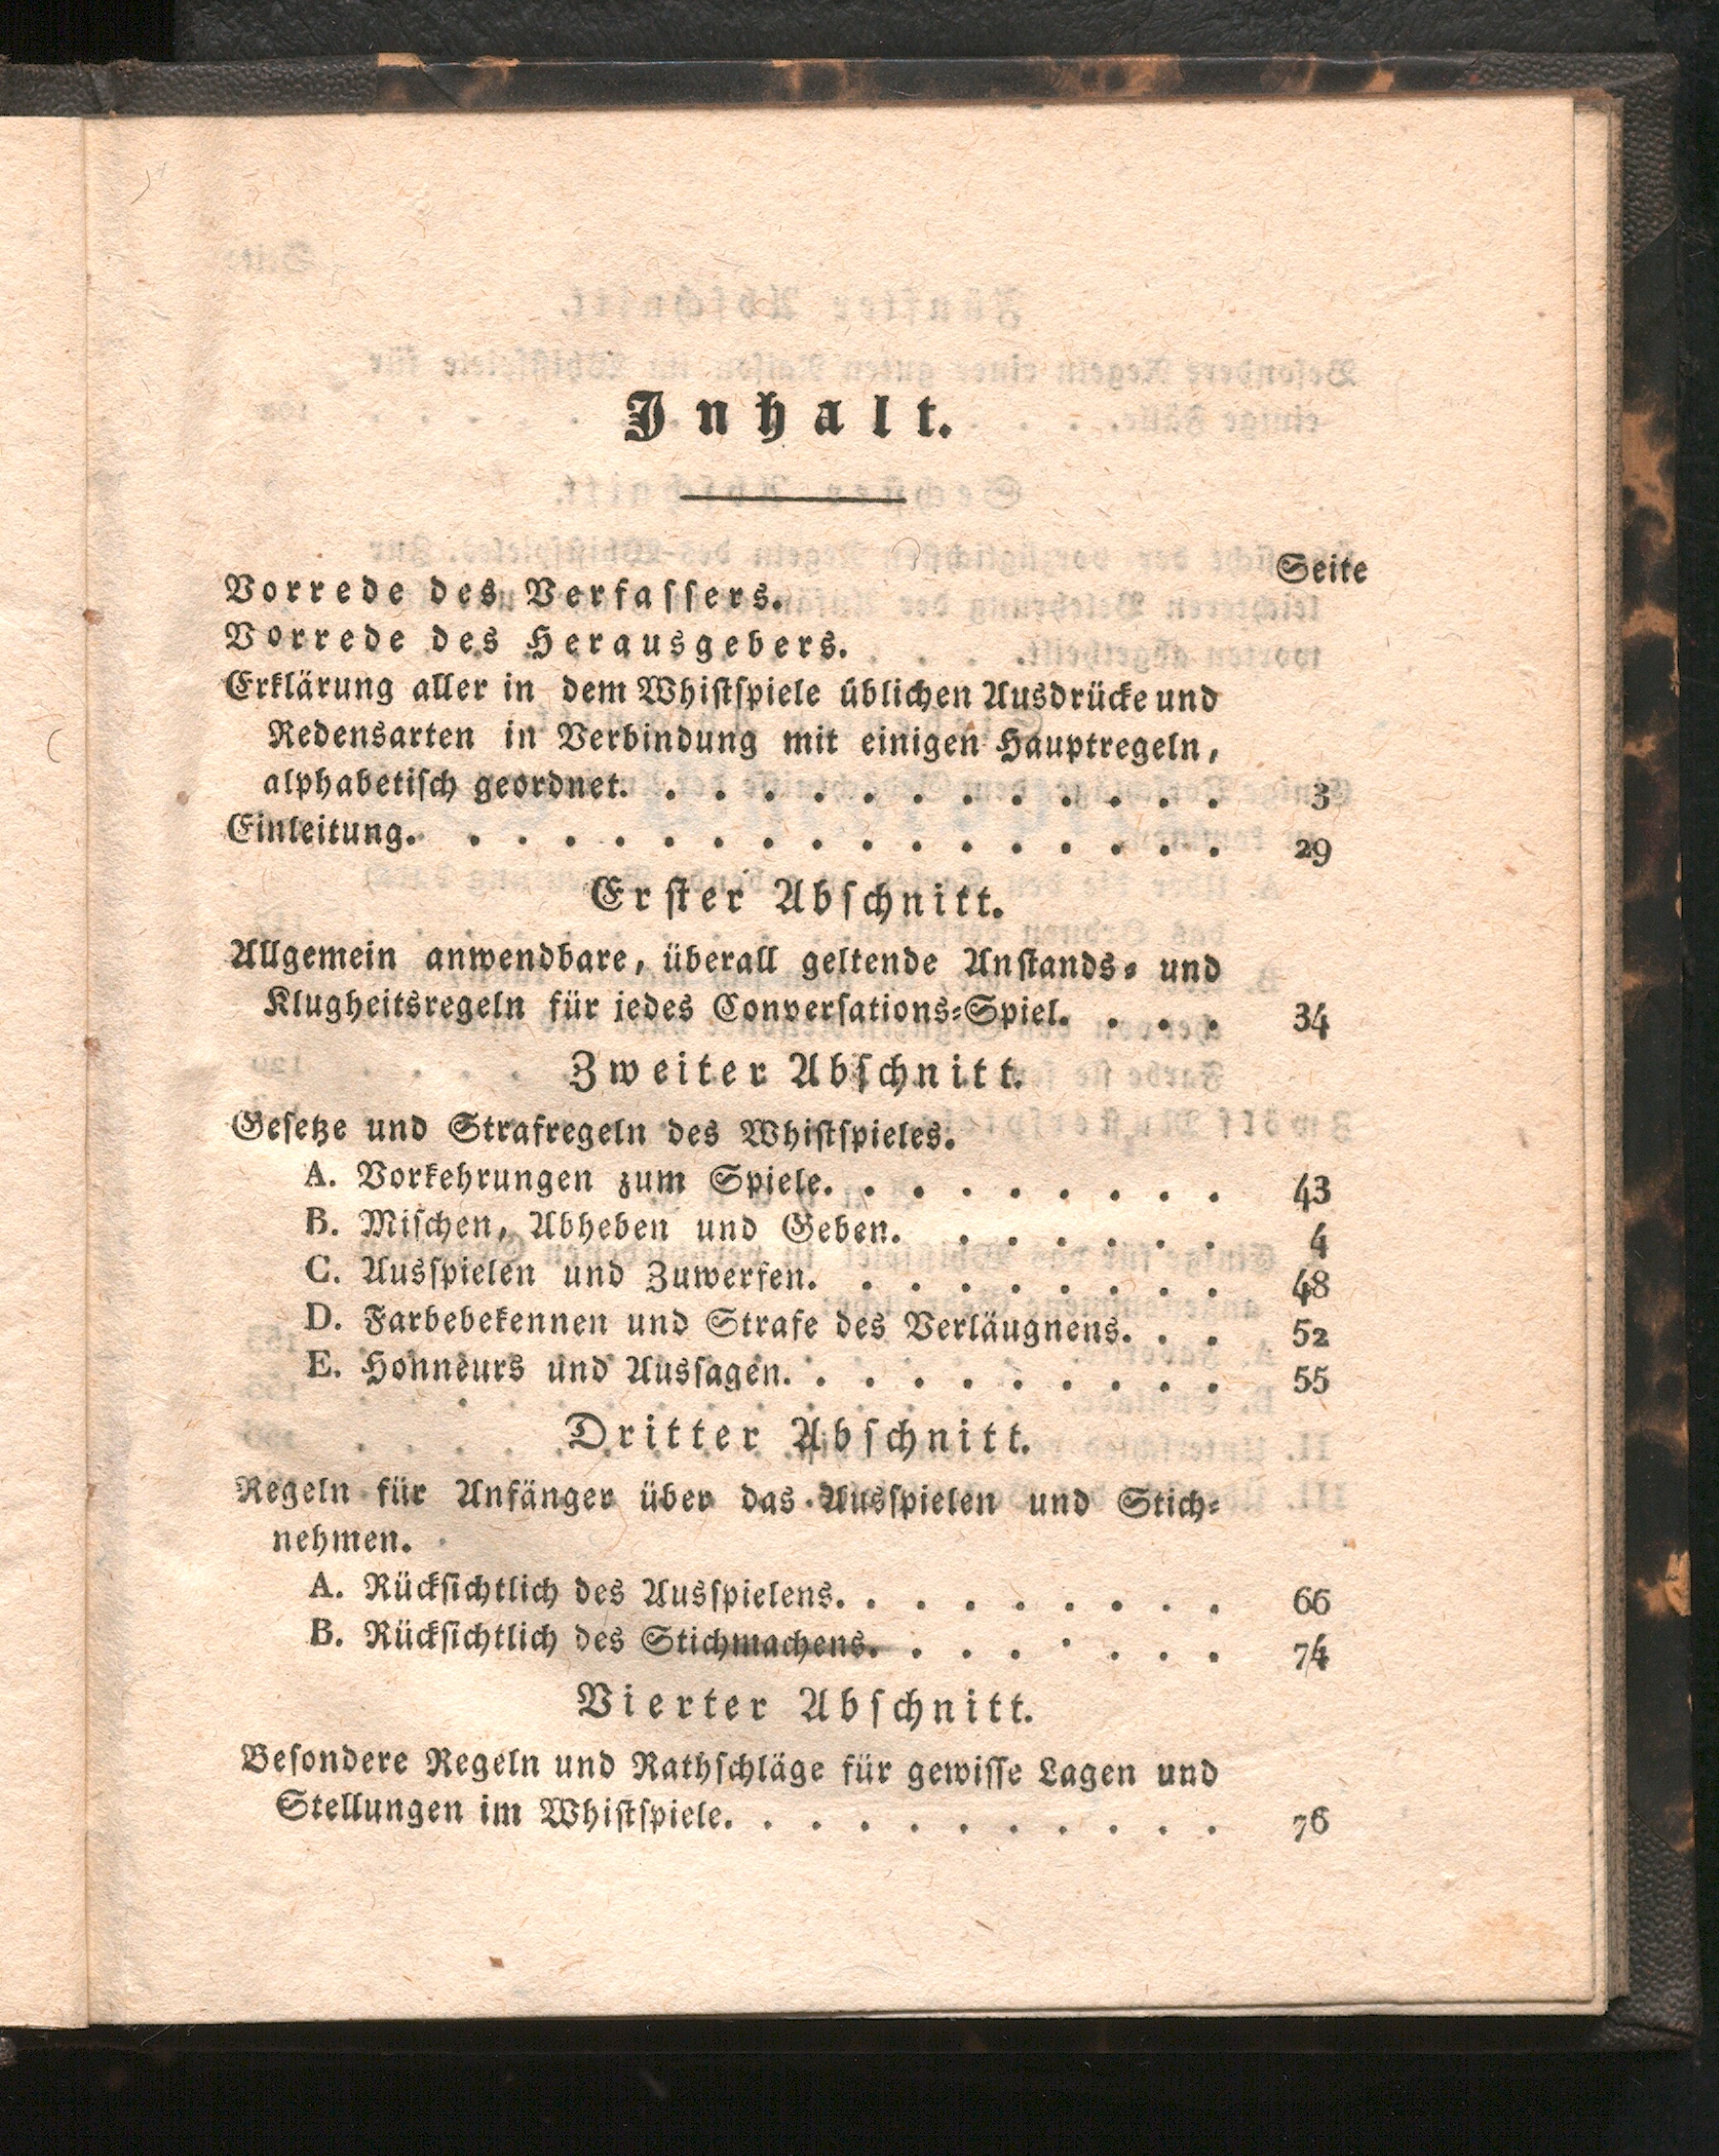 Inhalt.
Seite
Vorrede des Verfassers.
Vorrede des Herausgebers.
Erklärung aller in dem Whistspiele üblichen Ausdrücke und
Redensarten in Verbindung mit einigen Hauptregeln,
alphabetisch geordnet. . . . . . . . . . . . . 3
Einleitung. . . . . . . . . . . . . . . . . 29
Erster Abschnitt.
Allgemein anwendbare, überall geltende Anstands- und
Klugheitsregeln für jedes Conversations-Spiel. . . . 34
Zweiter Abschnitt.
Gesetze und Strafregeln des Whistspieles.
A. Vorkehrungen zum Spiele. . . . . . . . . 43
B. Mischen, Abheben und Geben. . . . . . . 4
C. Ausspielen und Zuwerfen. . . . . . . . . 48
D. Farbebekennen und Strafe des Verläugnens. . . 52
E. Honneurs und Aussagen. . . . . . . . . . 55
Dritter Abschnitt.
Regeln für Anfänger über das Ausspielen und Stich-
nehmen.
A. Rücksichtlich des Ausspielens. . . . . . . . . 66
B. Rücksichtlich des Stichmachens. . . . . . . . 74
Vierter Abschnitt.
Besondere Regeln und Rathschläge für gewisse Lagen und
Stellungen im Whistspiele. . . . . . . . . . . 76